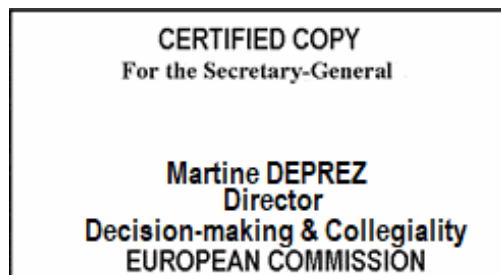 CERTIFIED COPY
For the Secretary-General
Martine DEPREZ
Director
Decision-making & Collegiality
EUROPEAN COMMISSION